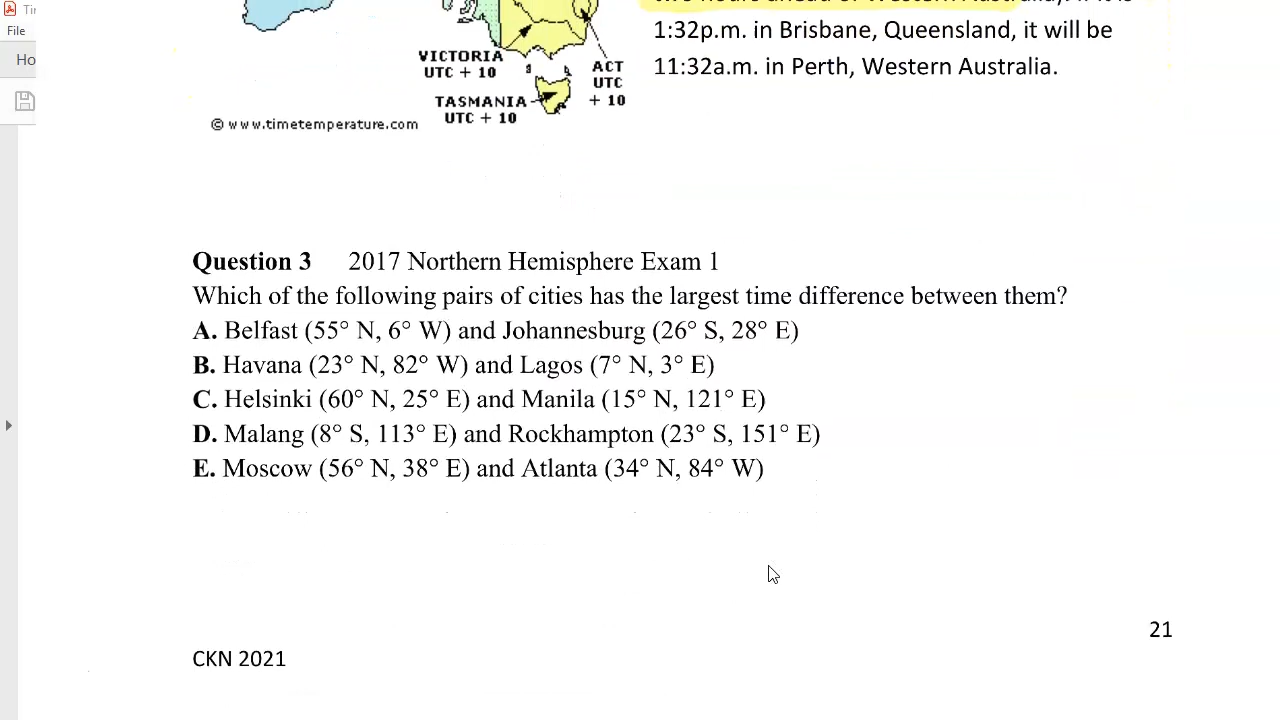 Tir
File
Ho
1:32p.m. in Brisbane, Queensland, it will be
11:32a.m. in Perth, Western Australia.
VICTORIA
UTC + 10
ACT
UTC
+ 10
TASMANIA
UTC + 10
© www.timetemperature.com
Question 3 2017 Northern Hemisphere Exam 1
Which of the following pairs of cities has the largest time difference between them?
A. Belfast (55° N, 6° W) and Johannesburg (26° S, 28° E)
B. Havana (23° N, 82° W) and Lagos (7° N, 3° E)
C. Helsinki (60° N, 25° E) and Manila (15° N, 121° E)
D. Malang (8° S, 113° E) and Rockhampton (23° S, 151° E)
E. Moscow (56° N, 38° E) and Atlanta (34° N, 84° W)
21
CKN 2021